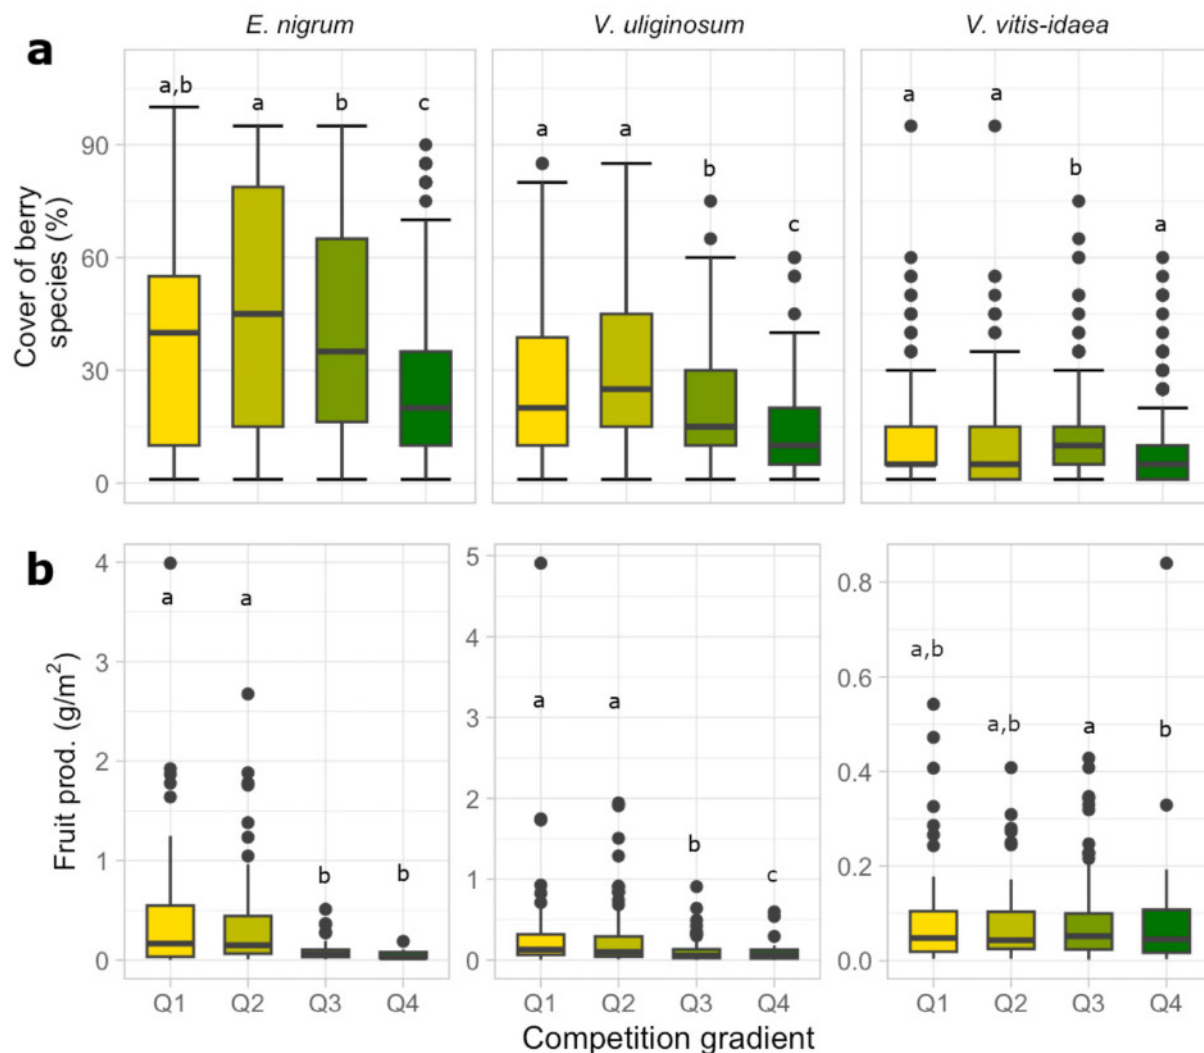 E. nigrum V. uliginosum V. vitis-idaea
a
Cover of berry
species (%)
90
60
30
0
a,b a b c
a a b c
a a b a
b
Fruit prod. (g/m²)
4
3
2
1
0
a a b b
5
4
3
2
1
0
a a b c
0.8
0.6
0.4
0.2
0.0
a,b a,b a b
Q1 Q2 Q3 Q4 Q1 Q2 Q3 Q4 Q1 Q2 Q3 Q4
Competition gradient